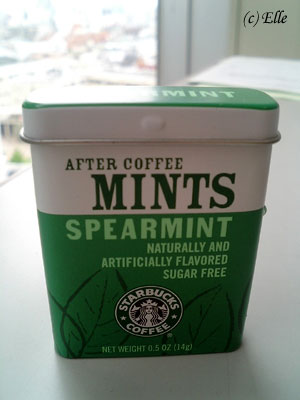 (c) Elle
SPEARMINT
AFTER COFFEE
MINTS
SPEARMINT
NATURALLY AND
ARTIFICIALLY FLAVORED
SUGAR FREE
STARBUCKS
COFFEE
®
NET WEIGHT 0.5 OZ (14g)